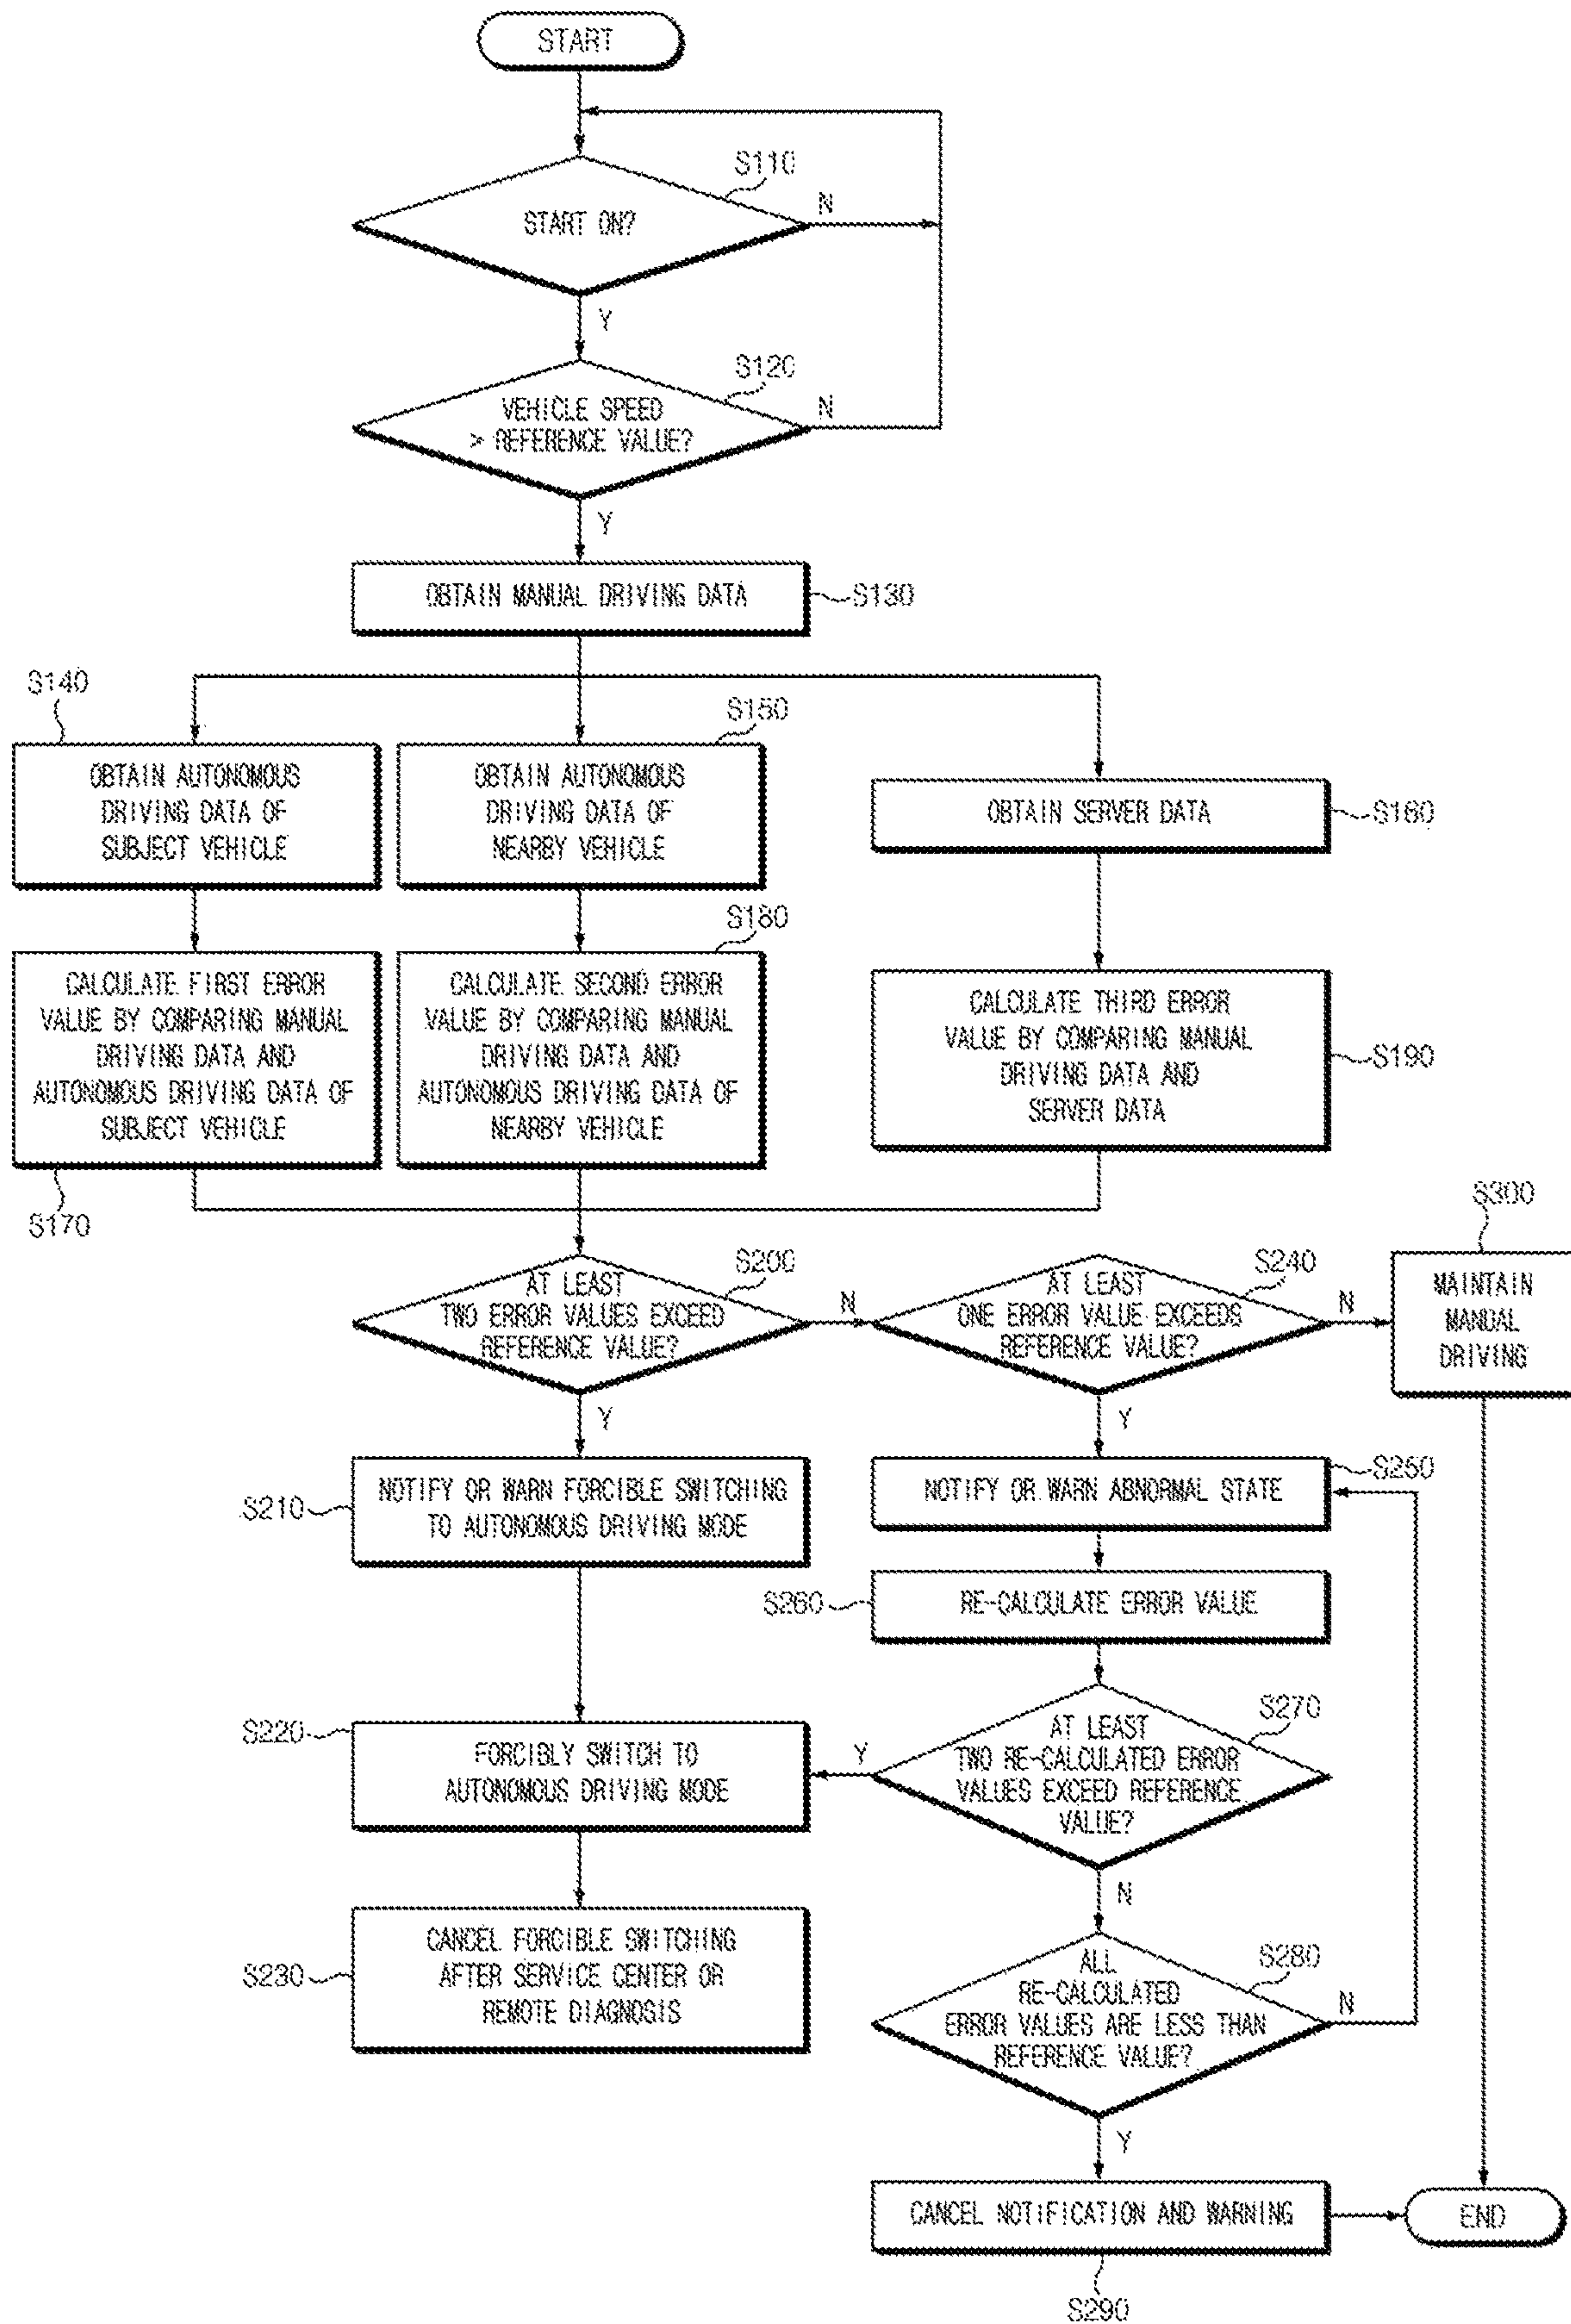 START
S110
START ON?
N
Y
S120
VEHICLE SPEED
> REFERENCE VALUE?
N
Y
OBTAIN MANUAL DRIVING DATA
S130
S140
S150
OBTAIN AUTONOMOUS
DRIVING DATA OF
SUBJECT VEHICLE
OBTAIN AUTONOMOUS
DRIVING DATA OF
NEARBY VEHICLE
OBTAIN SERVER DATA
S160
S180
CALCULATE FIRST ERROR
VALUE BY COMPARING MANUAL
DRIVING DATA AND
AUTONOMOUS DRIVING DATA OF
SUBJECT VEHICLE
CALCULATE SECOND ERROR
VALUE BY COMPARING MANUAL
DRIVING DATA AND
AUTONOMOUS DRIVING DATA OF
NEARBY VEHICLE
CALCULATE THIRD ERROR
VALUE BY COMPARING MANUAL
DRIVING DATA AND
SERVER DATA
S190
S170
S200
AT LEAST
TWO ERROR VALUES EXCEED
REFERENCE VALUE?
N
Y
S240
AT LEAST
ONE ERROR VALUE EXCEEDS
REFERENCE VALUE?
N
Y
S300
MAINTAIN
MANUAL
DRIVING
S210
NOTIFY OR WARN FORCIBLE SWITCHING
TO AUTONOMOUS DRIVING MODE
NOTIFY OR WARN ABNORMAL STATE
S250
S260
RE-CALCULATE ERROR VALUE
S220
FORCIBLY SWITCH TO
AUTONOMOUS DRIVING MODE
Y
S270
AT LEAST
TWO RE-CALCULATED ERROR
VALUES EXCEED REFERENCE
VALUE?
N
S230
CANCEL FORCIBLE SWITCHING
AFTER SERVICE CENTER OR
REMOTE DIAGNOSIS
S280
ALL
RE-CALCULATED
ERROR VALUES ARE LESS THAN
REFERENCE VALUE?
N
Y
CANCEL NOTIFICATION AND WARNING
END
S290